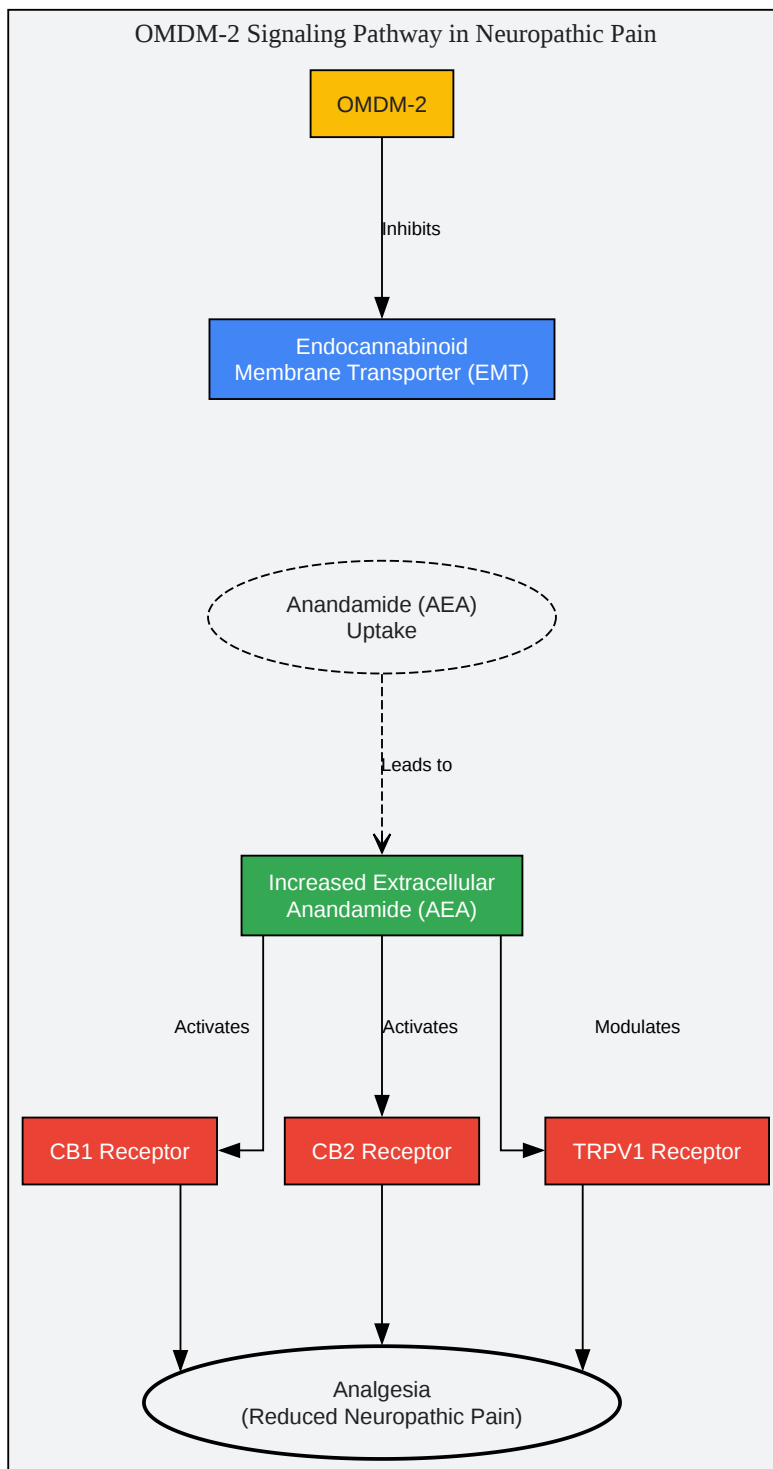 OMDM-2 Signaling Pathway in Neuropathic Pain
OMDM-2
Inhibits
Endocannabinoid
Membrane Transporter (EMT)
Anandamide (AEA)
Uptake
Leads to
Increased Extracellular
Anandamide (AEA)
Activates
Activates
Modulates
CB1 Receptor
CB2 Receptor
TRPV1 Receptor
Analgesia
(Reduced Neuropathic Pain)